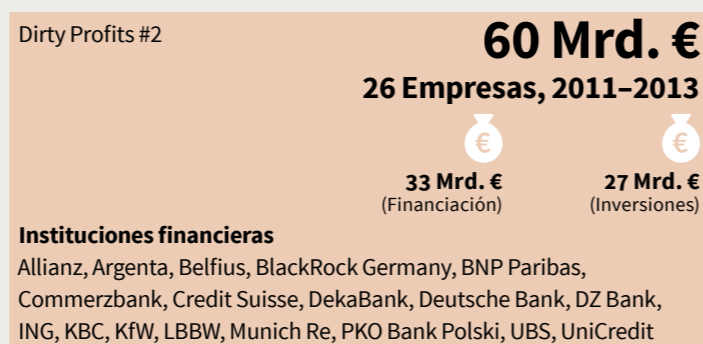 Dirty Profits #2
60 Mrd. €
26 Empresas, 2011–2013
€ €
33 Mrd. € 27 Mrd. €
(Financiación) (Inversiones)
Instituciones financieras
Allianz, Argenta, Belfius, BlackRock Germany, BNP Paribas,
Commerzbank, Credit Suisse, DekaBank, Deutsche Bank, DZ Bank,
ING, KBC, KfW, LBBW, Munich Re, PKO Bank Polski, UBS, UniCredit